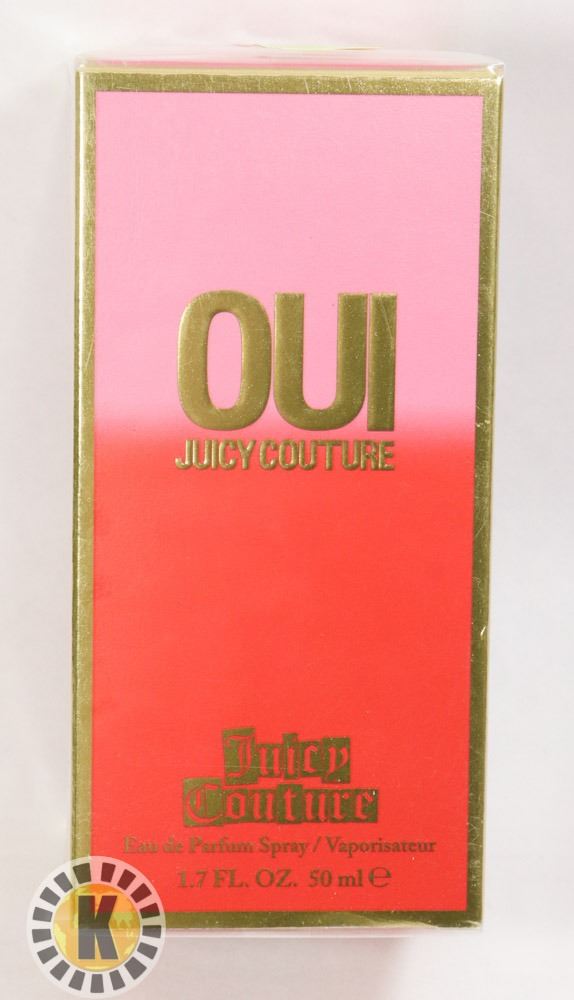 OUI
JUICY COUTURE
Juicy
Couture
Eau de Parfum Spray / Vaporisateur
1.7 FL. OZ. 50 ml ℮
K